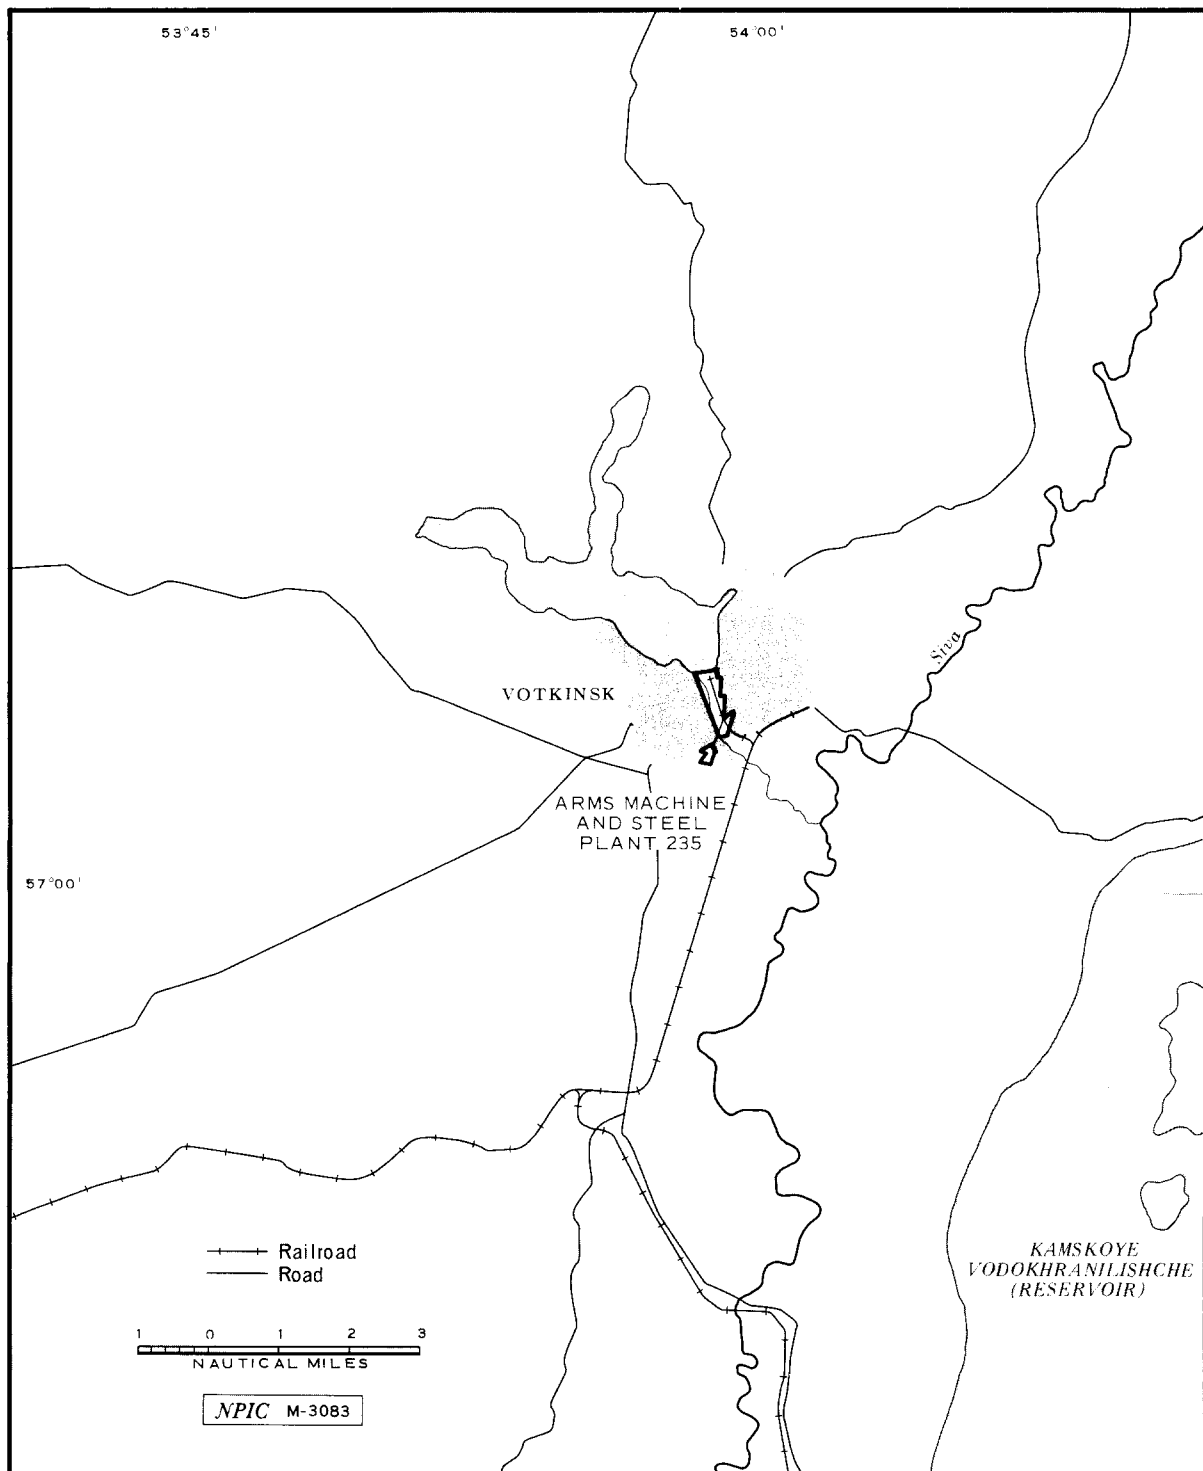 53°45'
54°00'
Siva
VOTKINSK
ARMS MACHINE
AND STEEL
PLANT 235
57°00'
KAMSKOYE
VODOKHRANILISHCHE
(RESERVOIR)
Railroad
Road
1 0 1 2 3
NAUTICAL MILES
NPIC M-3083